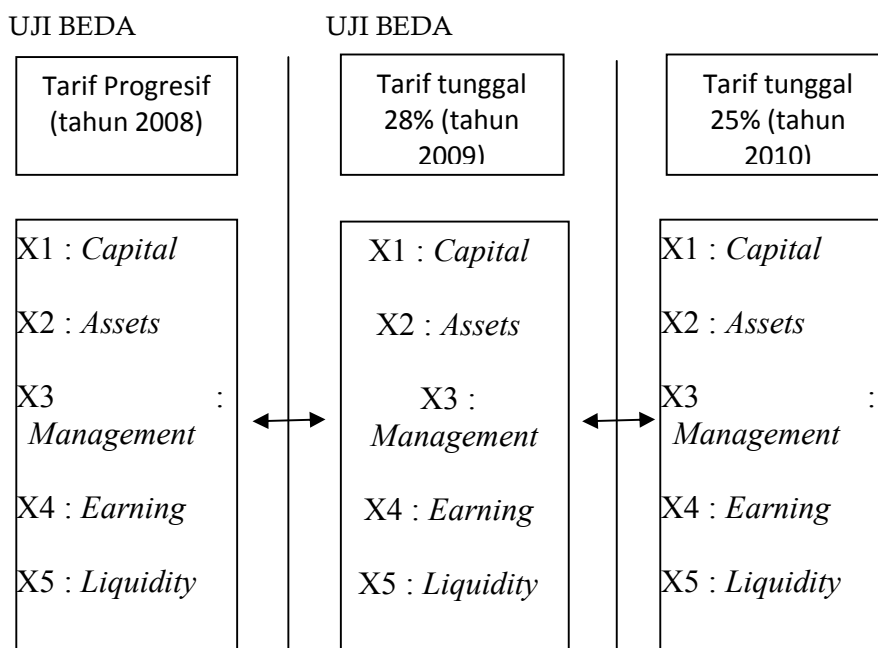 UJI BEDA
UJI BEDA
Tarif Progresif
(tahun 2008)
Tarif tunggal
28% (tahun
2009)
Tarif tunggal
25% (tahun
2010)
X1 : Capital
X2 : Assets
X3 :
Management
X4 : Earning
X5 : Liquidity
X1 : Capital
X2 : Assets
X3 :
Management
X4 : Earning
X5 : Liquidity
X1 : Capital
X2 : Assets
X3 :
Management
X4 : Earning
X5 : Liquidity